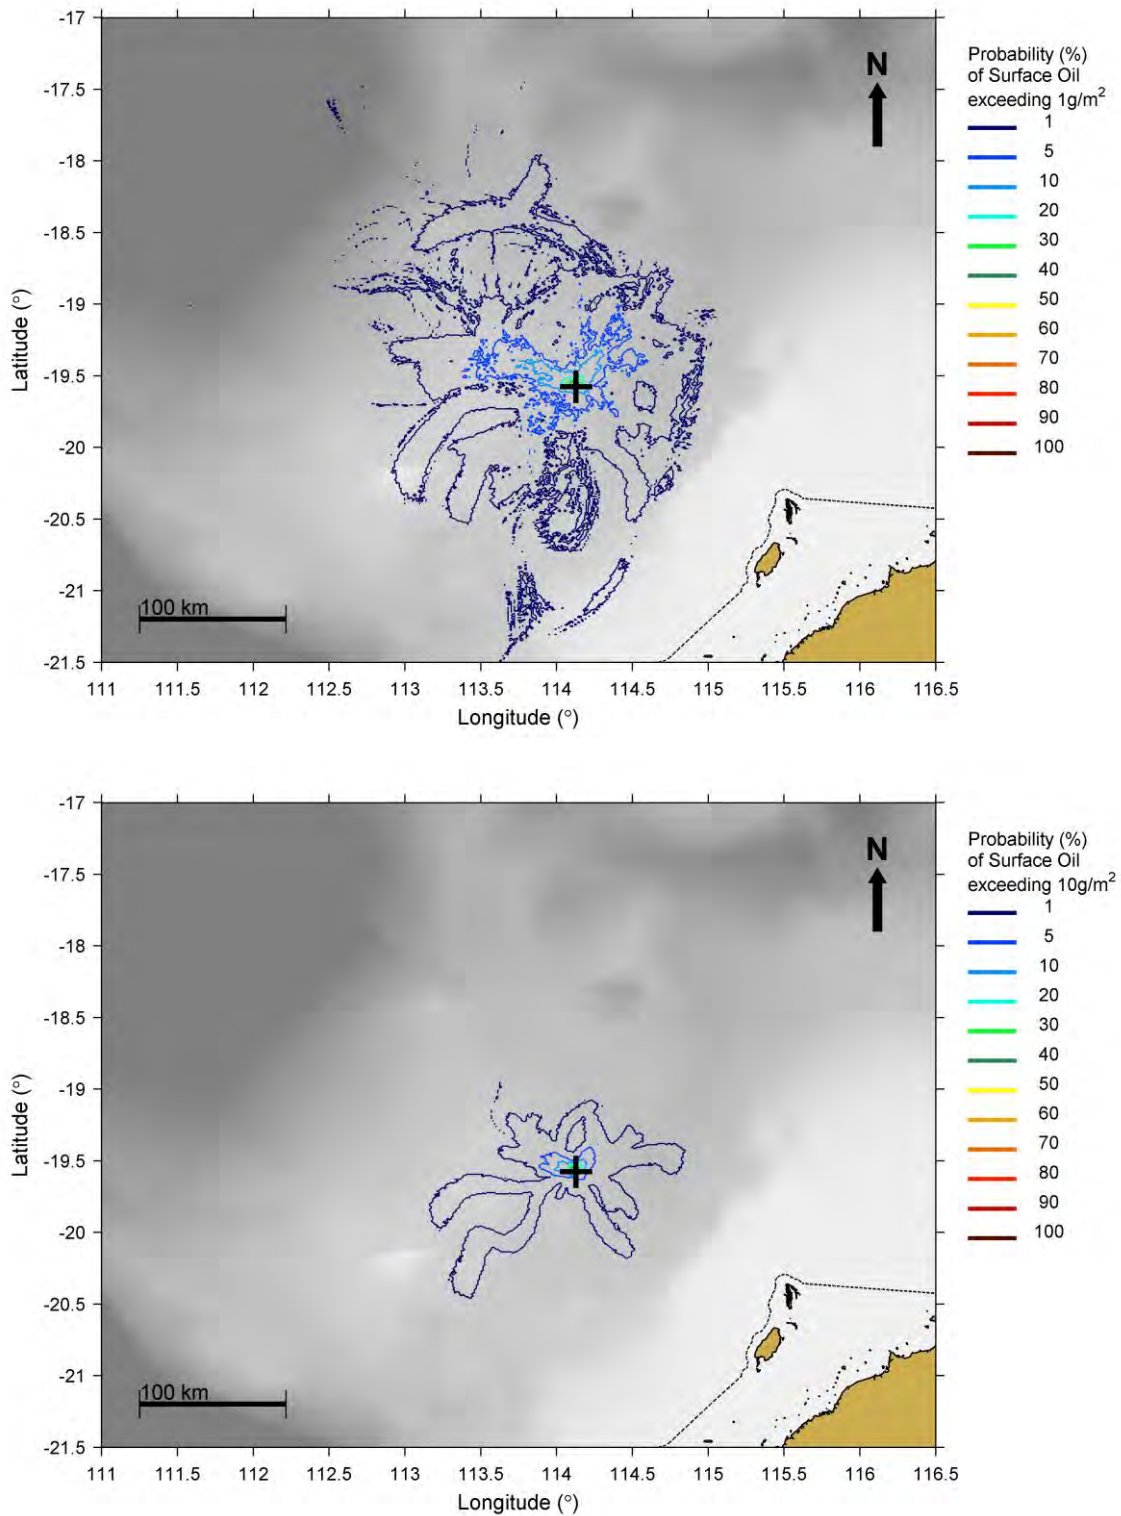 -17
-17.5
-18
-18.5
-19
-19.5
-20
-20.5
-21
-21.5
Latitude (°)
N
100 km
111 111.5 112 112.5 113 113.5 114 114.5 115 115.5 116 116.5
Longitude (°)
Probability (%)
of Surface Oil
exceeding 1g/m²
1
5
10
20
30
40
50
60
70
80
90
100
-17
-17.5
-18
-18.5
-19
-19.5
-20
-20.5
-21
-21.5
Latitude (°)
N
100 km
111 111.5 112 112.5 113 113.5 114 114.5 115 115.5 116 116.5
Longitude (°)
Probability (%)
of Surface Oil
exceeding 10g/m²
1
5
10
20
30
40
50
60
70
80
90
100